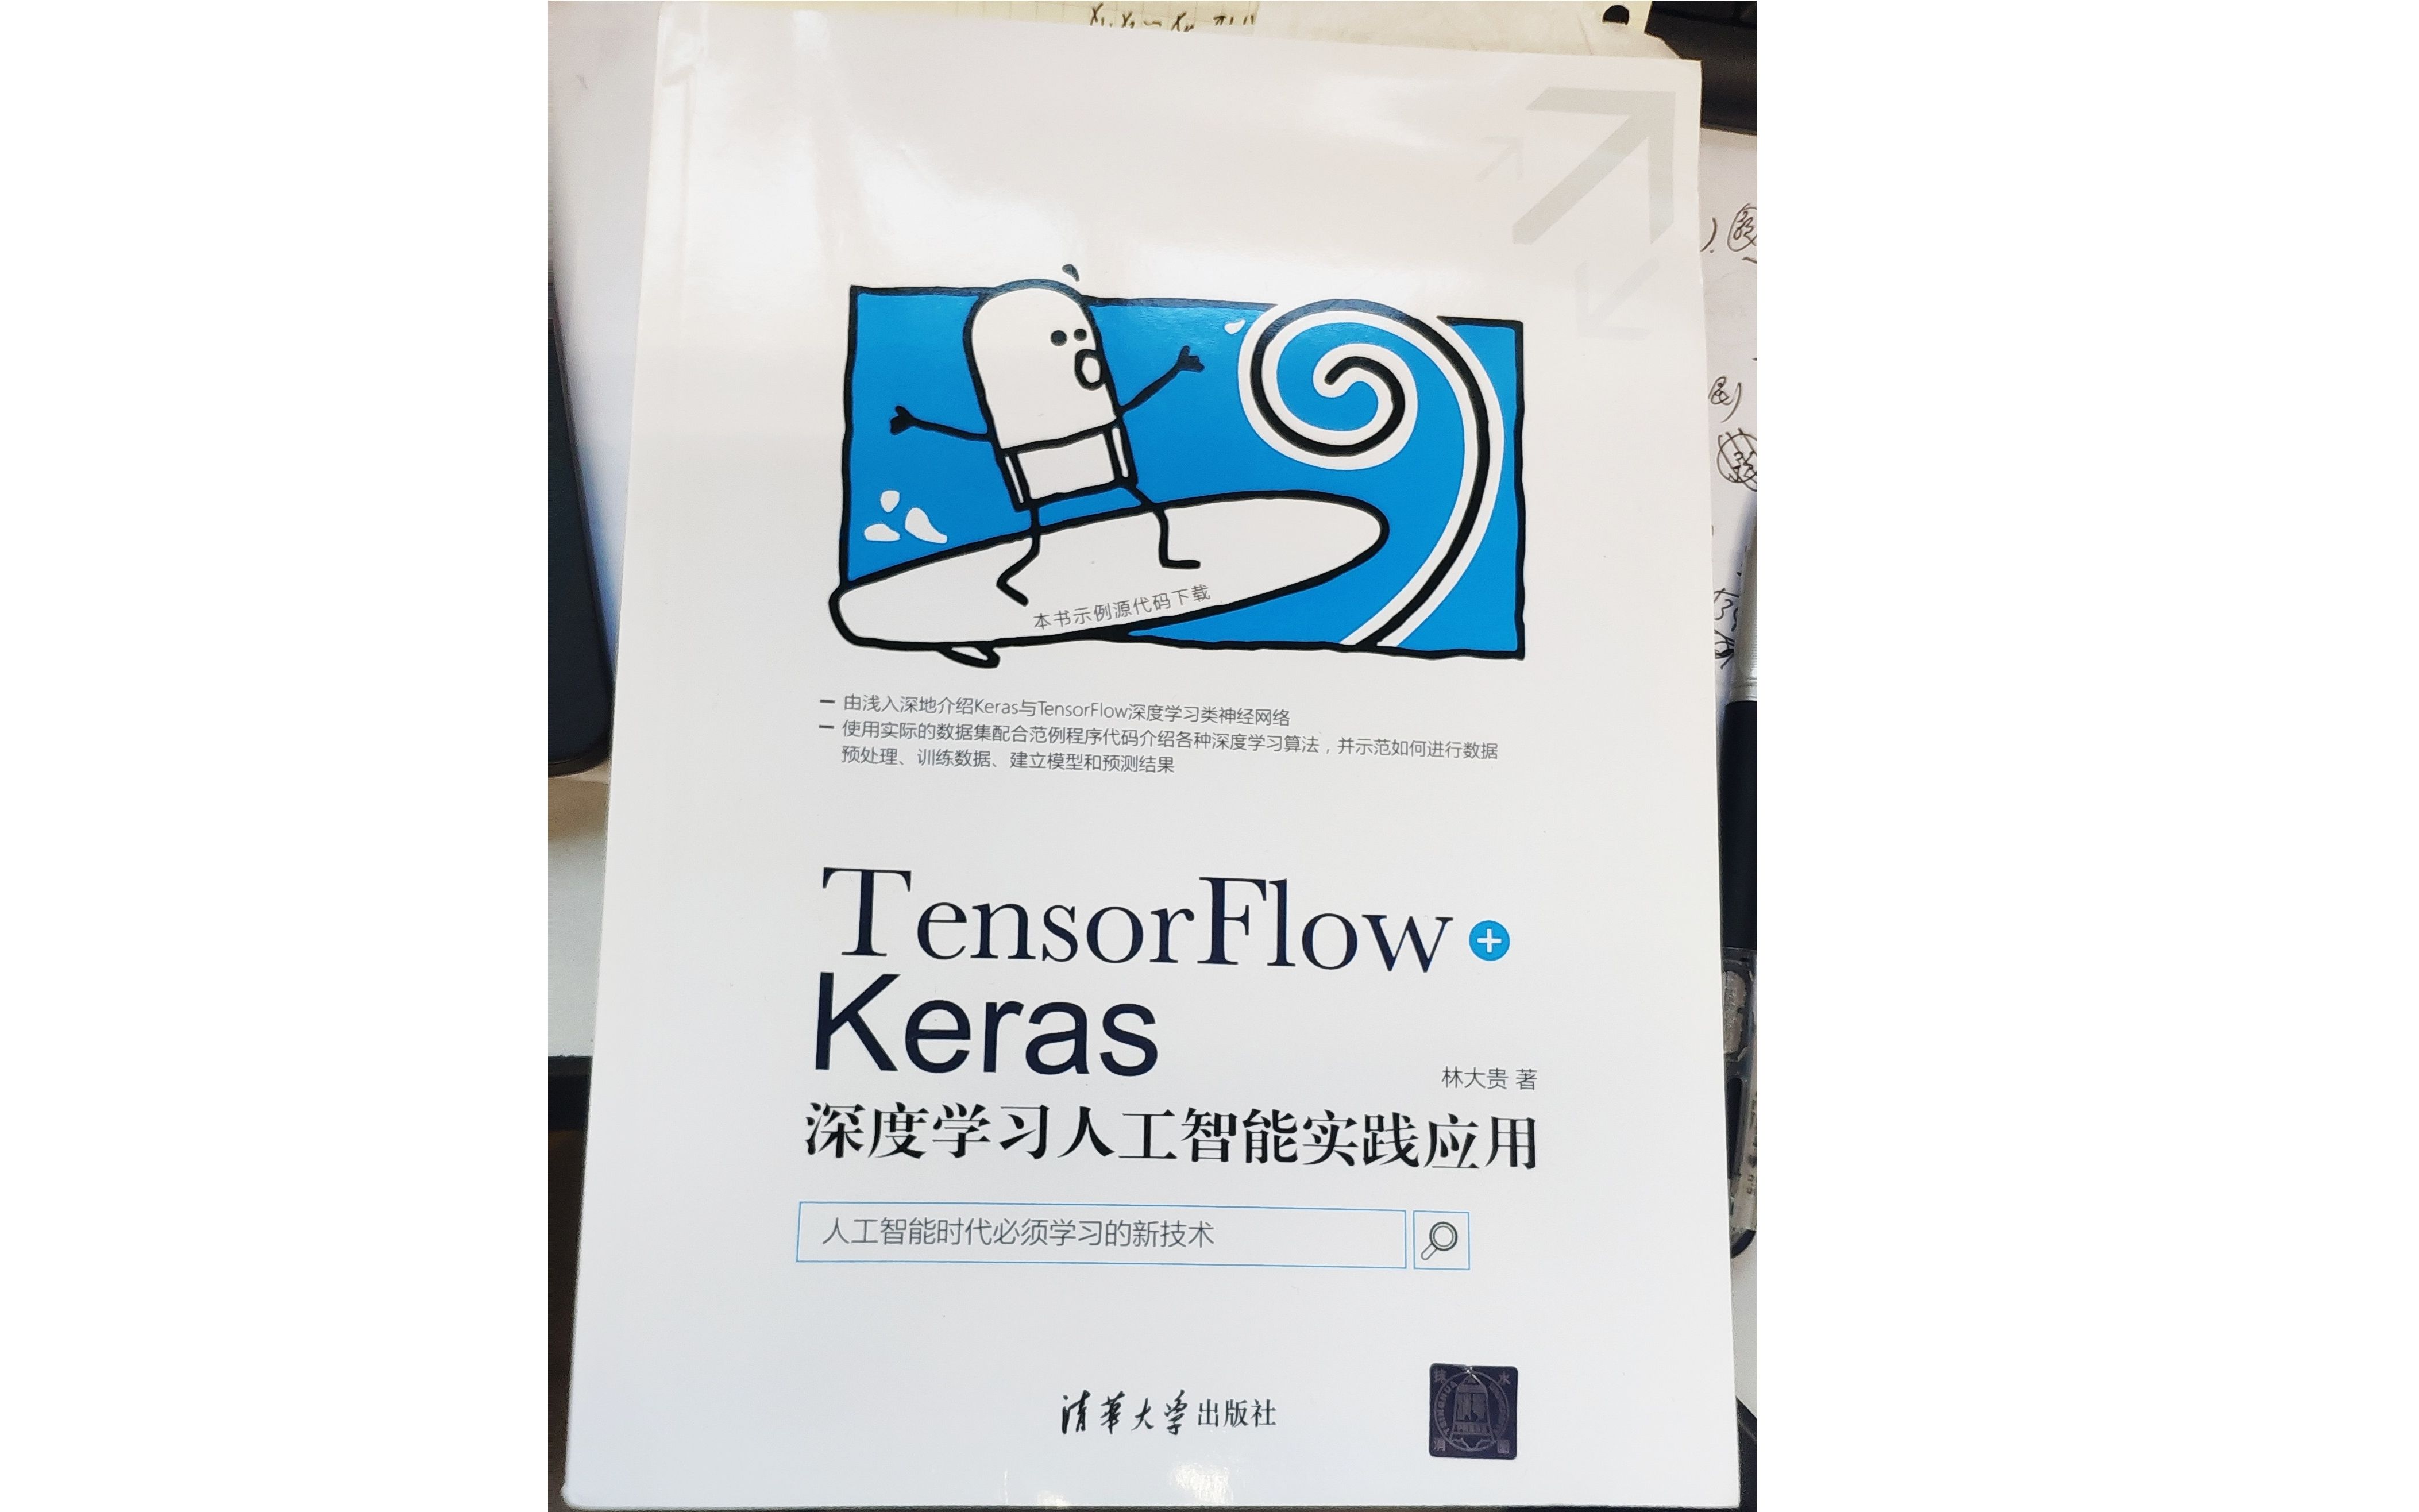 本书示例源代码下载
由浅入深地介绍Keras与TensorFlow深度学习类神经网络
使用实际的数据集配合范例程序代码介绍各种深度学习算法，并示范如何进行数据
预处理、训练数据、建立模型和预测结果
TensorFlow+
Keras
林大贵 著
深度学习人工智能实践应用
人工智能时代必须学习的新技术
清華大学出版社